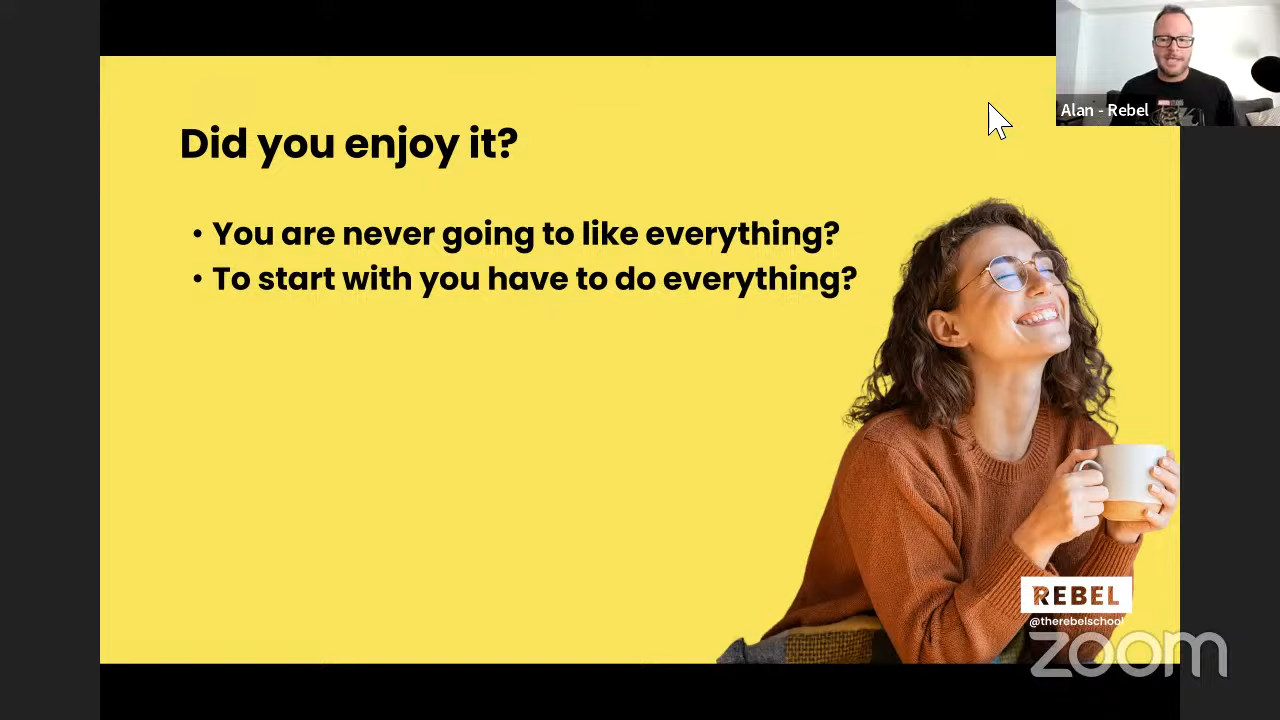 Alan - Rebel
Did you enjoy it?
• You are never going to like everything?
• To start with you have to do everything?
REBEL
@therebelschool
zoom